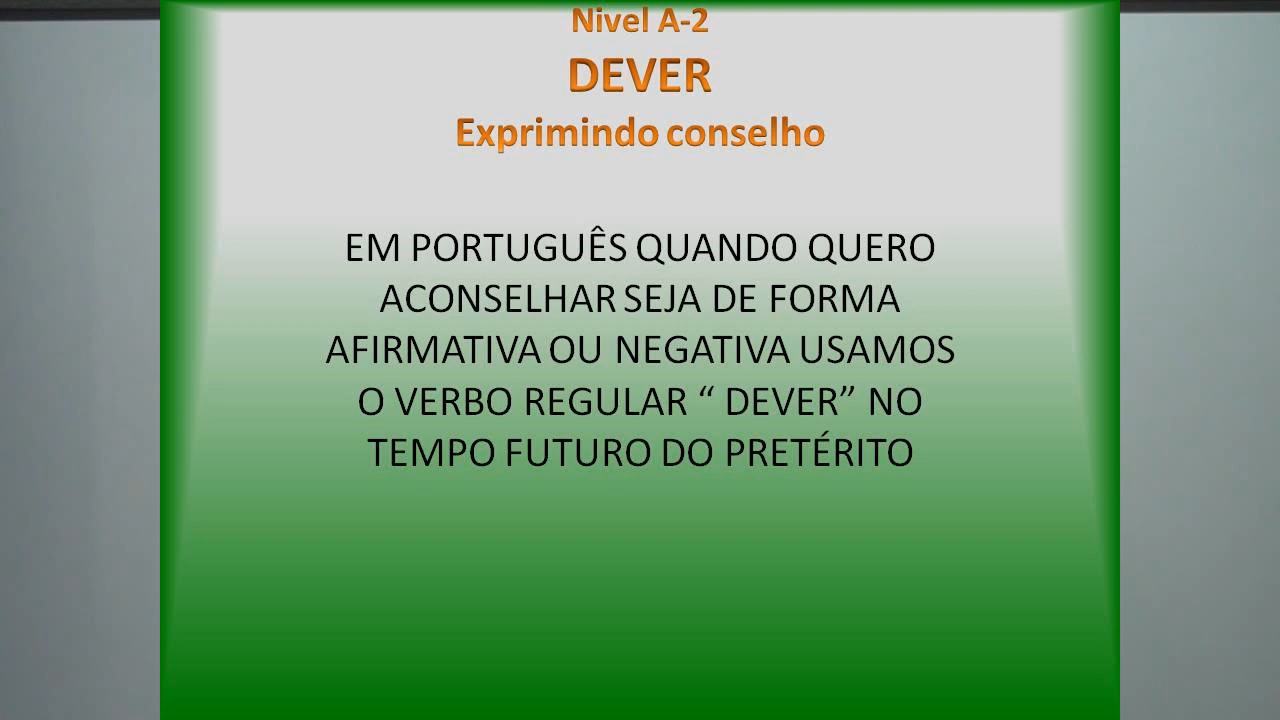 Nivel A-2
DEVER
Exprimindo conselho
EM PORTUGUÊS QUANDO QUERO
ACONSELHAR SEJA DE FORMA
AFIRMATIVA OU NEGATIVA USAMOS
O VERBO REGULAR “ DEVER” NO
TEMPO FUTURO DO PRETÉRITO